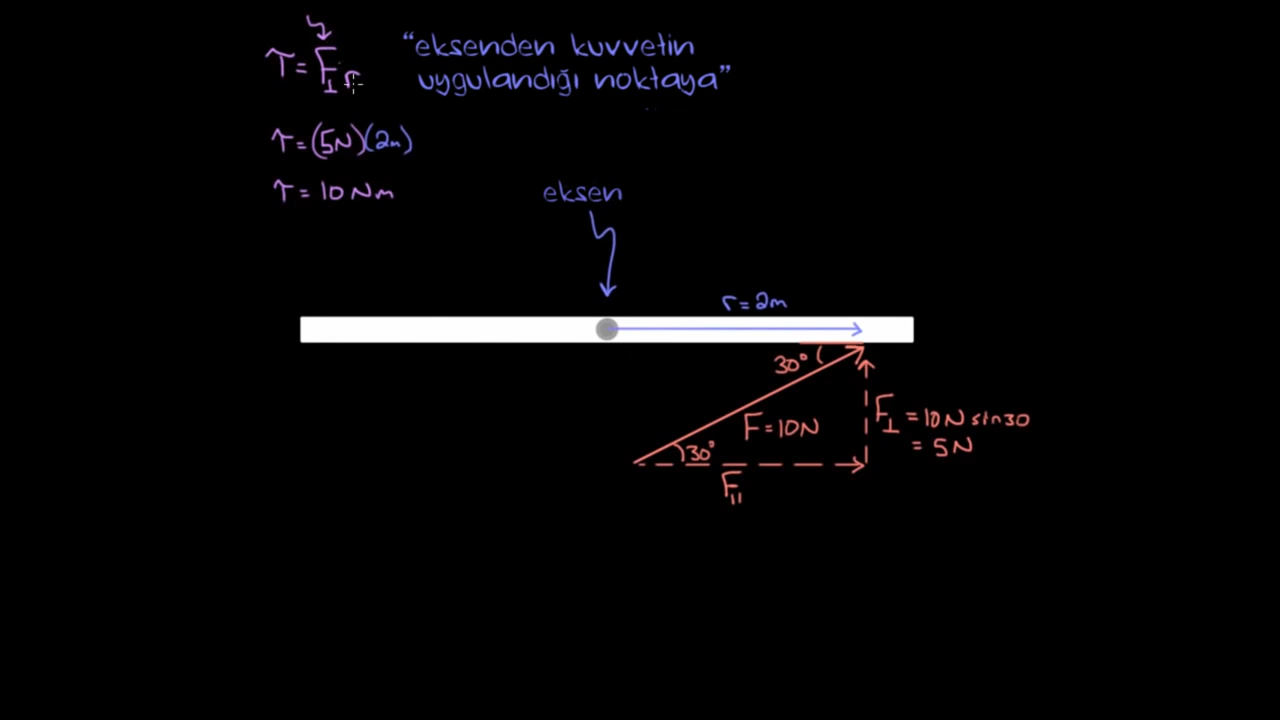 τ = F⊥ r
"eksenden kuvvetin
uygulandığı noktaya"
τ = (5N)(2m)
τ = 10 Nm
eksen
r = 2m
30°
F = 10N
30°
F⊥ = 10N sin30
= 5N
F||